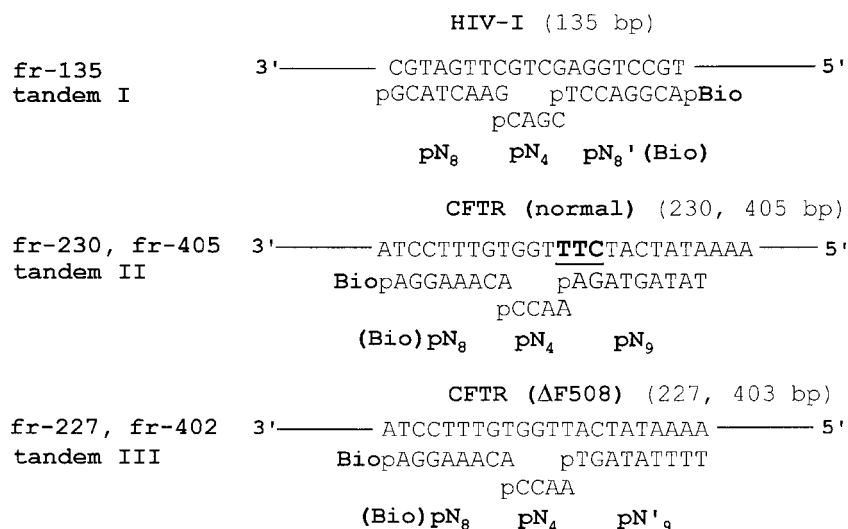 HIV-I (135 bp)
fr-135 3' CGTAGTTCGTCGAGGTCCGT 5'
tandem I pGCATCAAG pTCCAGGCApBio
pCAGC
pN8 pN4 pN8'(Bio)
CFTR (normal) (230, 405 bp)
fr-230, fr-405 3' ATCCTTTGTGGTTTCTACTATAAAA 5'
tandem II BiopAGGAAACA pAGATGATAT
pCCAA
(Bio)pN8 pN4 pN9
CFTR (ΔF508) (227, 403 bp)
fr-227, fr-402 3' ATCCTTTGTGGTTACTATAAAA 5'
tandem III BiopAGGAAACA pTGATATTTT
pCCAA
(Bio)pN8 pN4 pN'9